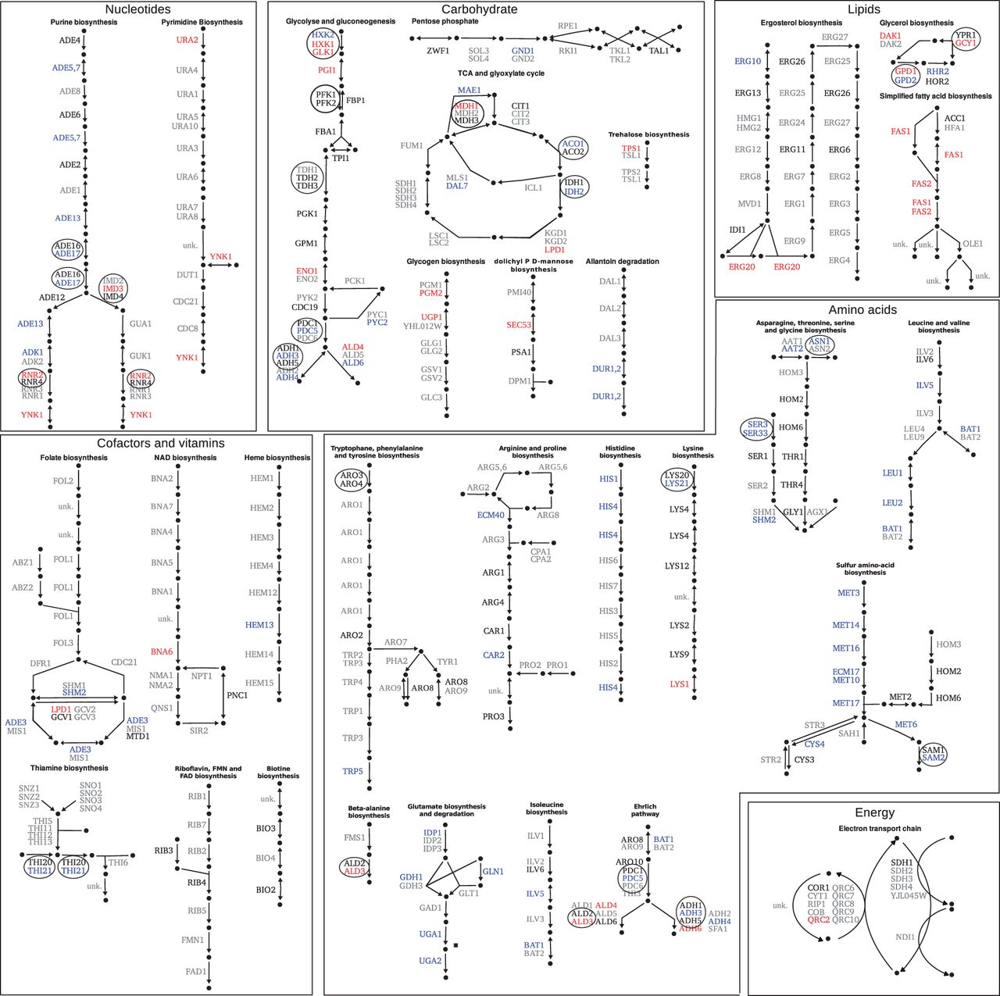 Nucleotides
Purine biosynthesis
ADE4
ADE5,7
ADE8
ADE6
ADE5,7
ADE2
ADE1
ADE13
ADE16
ADE17
ADE16
ADE17
IMD2
IMD3
IMD4
ADE12
ADE13
GUA1
ADK1
ADK2
GUK1
RNR2
RNR4
RNR3
RNR1
RNR2
RNR4
RNR1
RNR3
YNK1
YNK1
Pyrimidine Biosynthesis
URA2
URA4
URA1
URA5
URA10
URA3
URA6
URA7
URA8
unk.
YNK1
DUT1
CDC21
CDC8
YNK1
Carbohydrate
Glycolyse and gluconeogenesis
HXK2
HXK1
GLK1
PGI1
PFK1
PFK2
FBP1
FBA1
TPI1
TDH1
TDH2
TDH3
PGK1
GPM1
ENO1
ENO2
PCK1
PYK2
CDC19
PYC1
PYC2
PDC1
PDC5
PDC6
ADH1
ADH3
ADH5
ADH2
ADH4
ALD4
ALD5
ALD6
Pentose phosphate
ZWF1
SOL3
SOL4
GND1
GND2
RPE1
RKI1
TKL1
TKL2
TAL1
TCA and glyoxylate cycle
MAE1
MDH1
MDH2
MDH3
CIT1
CIT2
CIT3
FUM1
ACO1
ACO2
MLS1
DAL7
ICL1
IDH1
IDH2
SDH1
SDH2
SDH3
SDH4
LSC1
LSC2
KGD1
KGD2
LPD1
Trehalose biosynthesis
TPS1
TSL1
TPS2
TSL1
Glycogen biosynthesis
PGM1
PGM2
UGP1
YHL012W
GLG1
GLG2
GSV1
GSV2
GLC3
dolichyl P D-mannose
biosynthesis
PMI40
SEC53
PSA1
DPM1
Allantoin degradation
DAL1
DAL2
DAL3
DUR1,2
DUR1,2
Lipids
Ergosterol biosynthesis
ERG10
ERG13
HMG1
HMG2
ERG12
ERG8
MVD1
IDI1
ERG20
ERG20
ERG26
ERG25
ERG24
ERG11
ERG7
ERG1
ERG9
ERG27
ERG25
ERG26
ERG27
ERG6
ERG2
ERG3
ERG5
ERG4
Glycerol biosynthesis
DAK1
DAK2
YPR1
GCY1
GPD1
GPD2
RHR2
HOR2
Simplified fatty acid biosynthesis
ACC1
HFA1
FAS1
FAS1
FAS2
FAS1
FAS2
unk.
unk.
OLE1
unk.
unk.
Amino acids
Asparagine, threonine, serine
and glycine biosynthesis
AAT1
AAT2
ASN1
ASN2
HOM3
HOM2
SER3
SER33
HOM6
SER1
THR1
SER2
THR4
SHM1
SHM2
GLY1
AGX1
Leucine and valine
biosynthesis
ILV2
ILV6
ILV5
ILV3
LEU4
LEU9
BAT1
BAT2
LEU1
LEU2
BAT1
BAT2
Sulfur amino-acid
biosynthesis
MET3
MET14
MET16
ECM17
MET10
MET17
HOM3
HOM2
HOM6
MET2
STR3
CYS4
SAH1
MET6
STR2
CYS3
SAM1
SAM2
Cofactors and vitamins
Folate biosynthesis
FOL2
unk.
unk.
ABZ1
FOL1
ABZ2
FOL1
FOL1
FOL3
DFR1
CDC21
SHM1
SHM2
LPD1 GCV2
GCV1 GCV3
ADE3
MIS1
ADE3
MIS1
MTD1
ADE3
MIS1
NAD biosynthesis
BNA2
BNA7
BNA4
BNA5
BNA1
unk.
BNA6
NMA1
NMA2
NPT1
PNC1
QNS1
SIR2
Heme biosynthesis
HEM1
HEM2
HEM3
HEM4
HEM12
HEM13
HEM14
HEM15
Thiamine biosynthesis
SNZ1
SNZ2
SNZ3
SNO1
SNO2
SNO3
SNO4
THI5
THI11
THI12
THI13
THI20
THI21
THI20
THI21
THI6
unk.
Riboflavin, FMN and
FAD biosynthesis
RIB1
RIB7
RIB3
RIB2
RIB4
RIB5
FMN1
FAD1
Biotine
biosynthesis
unk.
BIO3
BIO4
BIO2
Tryptophane, phenylalanine
and tyrosine biosynthesis
ARO3
ARO4
ARO1
ARO1
ARO1
ARO1
ARO1
ARO2
ARO7
TRP2
TRP3
PHA2
TYR1
TRP4
ARO9
ARO8
ARO8
ARO9
TRP1
TRP3
TRP5
Arginine and proline
biosynthesis
ARG5,6
ARG5,6
ARG2
ECM40
ARG8
ARG3
CPA1
CPA2
ARG1
ARG4
CAR1
CAR2
PRO2
PRO1
unk.
PRO3
Histidine
biosynthesis
HIS1
HIS4
HIS4
HIS6
HIS7
HIS3
HIS5
HIS2
HIS4
Lysine
biosynthesis
LYS20
LYS21
LYS4
LYS4
LYS12
unk.
LYS2
LYS9
LYS1
Beta-alanine
biosynthesis
FMS1
ALD2
ALD3
Glutamate biosynthesis
and degradation
IDP1
IDP2
IDP3
GDH1
GDH3
GLN1
GLT1
GAD1
UGA1
UGA2
Isoleucine
biosynthesis
ILV1
ILV2
ILV6
ILV5
ILV3
BAT1
BAT2
Ehrlich
pathway
ARO8
ARO9
BAT1
BAT2
ARO10
PDC1
PDC5
PDC6
THI3
ALD1 ALD4
ALD2 ALD5
ALD3 ALD6
ADH1
ADH3
ADH5
ADH6
ADH2
ADH4
SFA1
Energy
Electron transport chain
unk.
COR1 QRC6
CYT1 QRC7
RIP1 QRC8
COB QRC9
QRC2 QRC10
SDH1
SDH2
SDH3
SDH4
YJL045W
NDI1